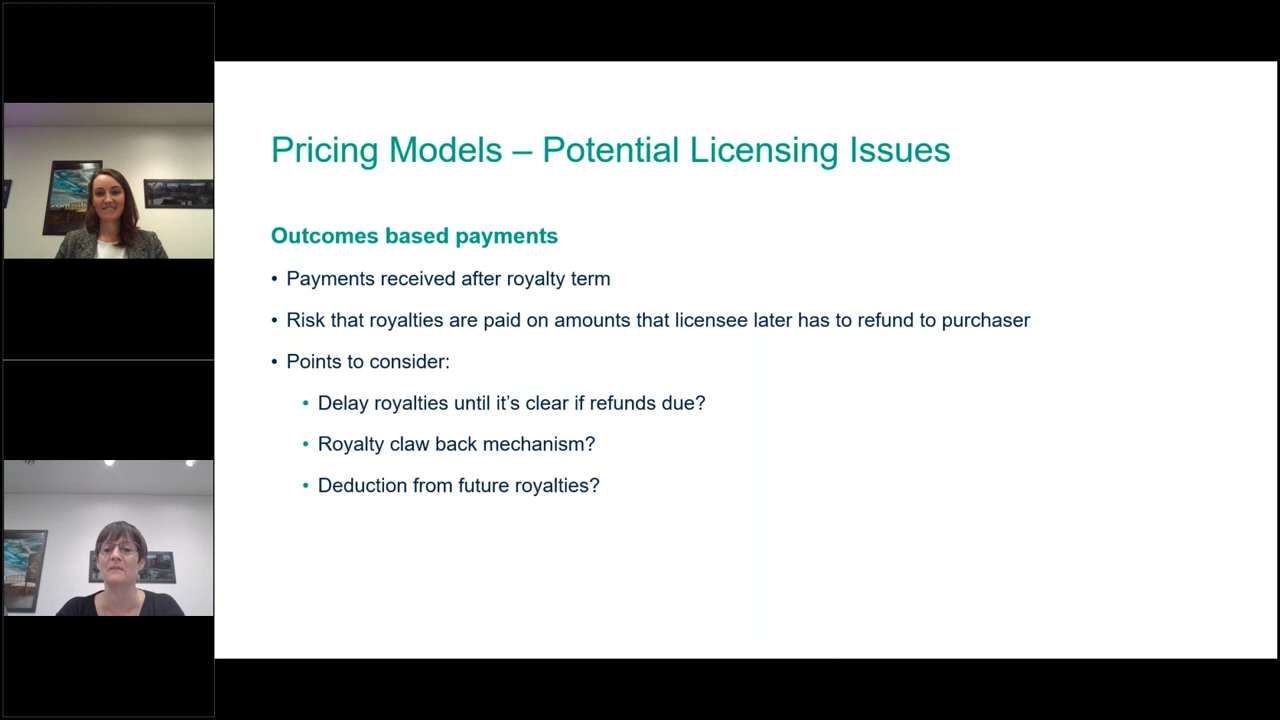 Pricing Models – Potential Licensing Issues
Outcomes based payments
• Payments received after royalty term
• Risk that royalties are paid on amounts that licensee later has to refund to purchaser
• Points to consider:
• Delay royalties until it’s clear if refunds due?
• Royalty claw back mechanism?
• Deduction from future royalties?